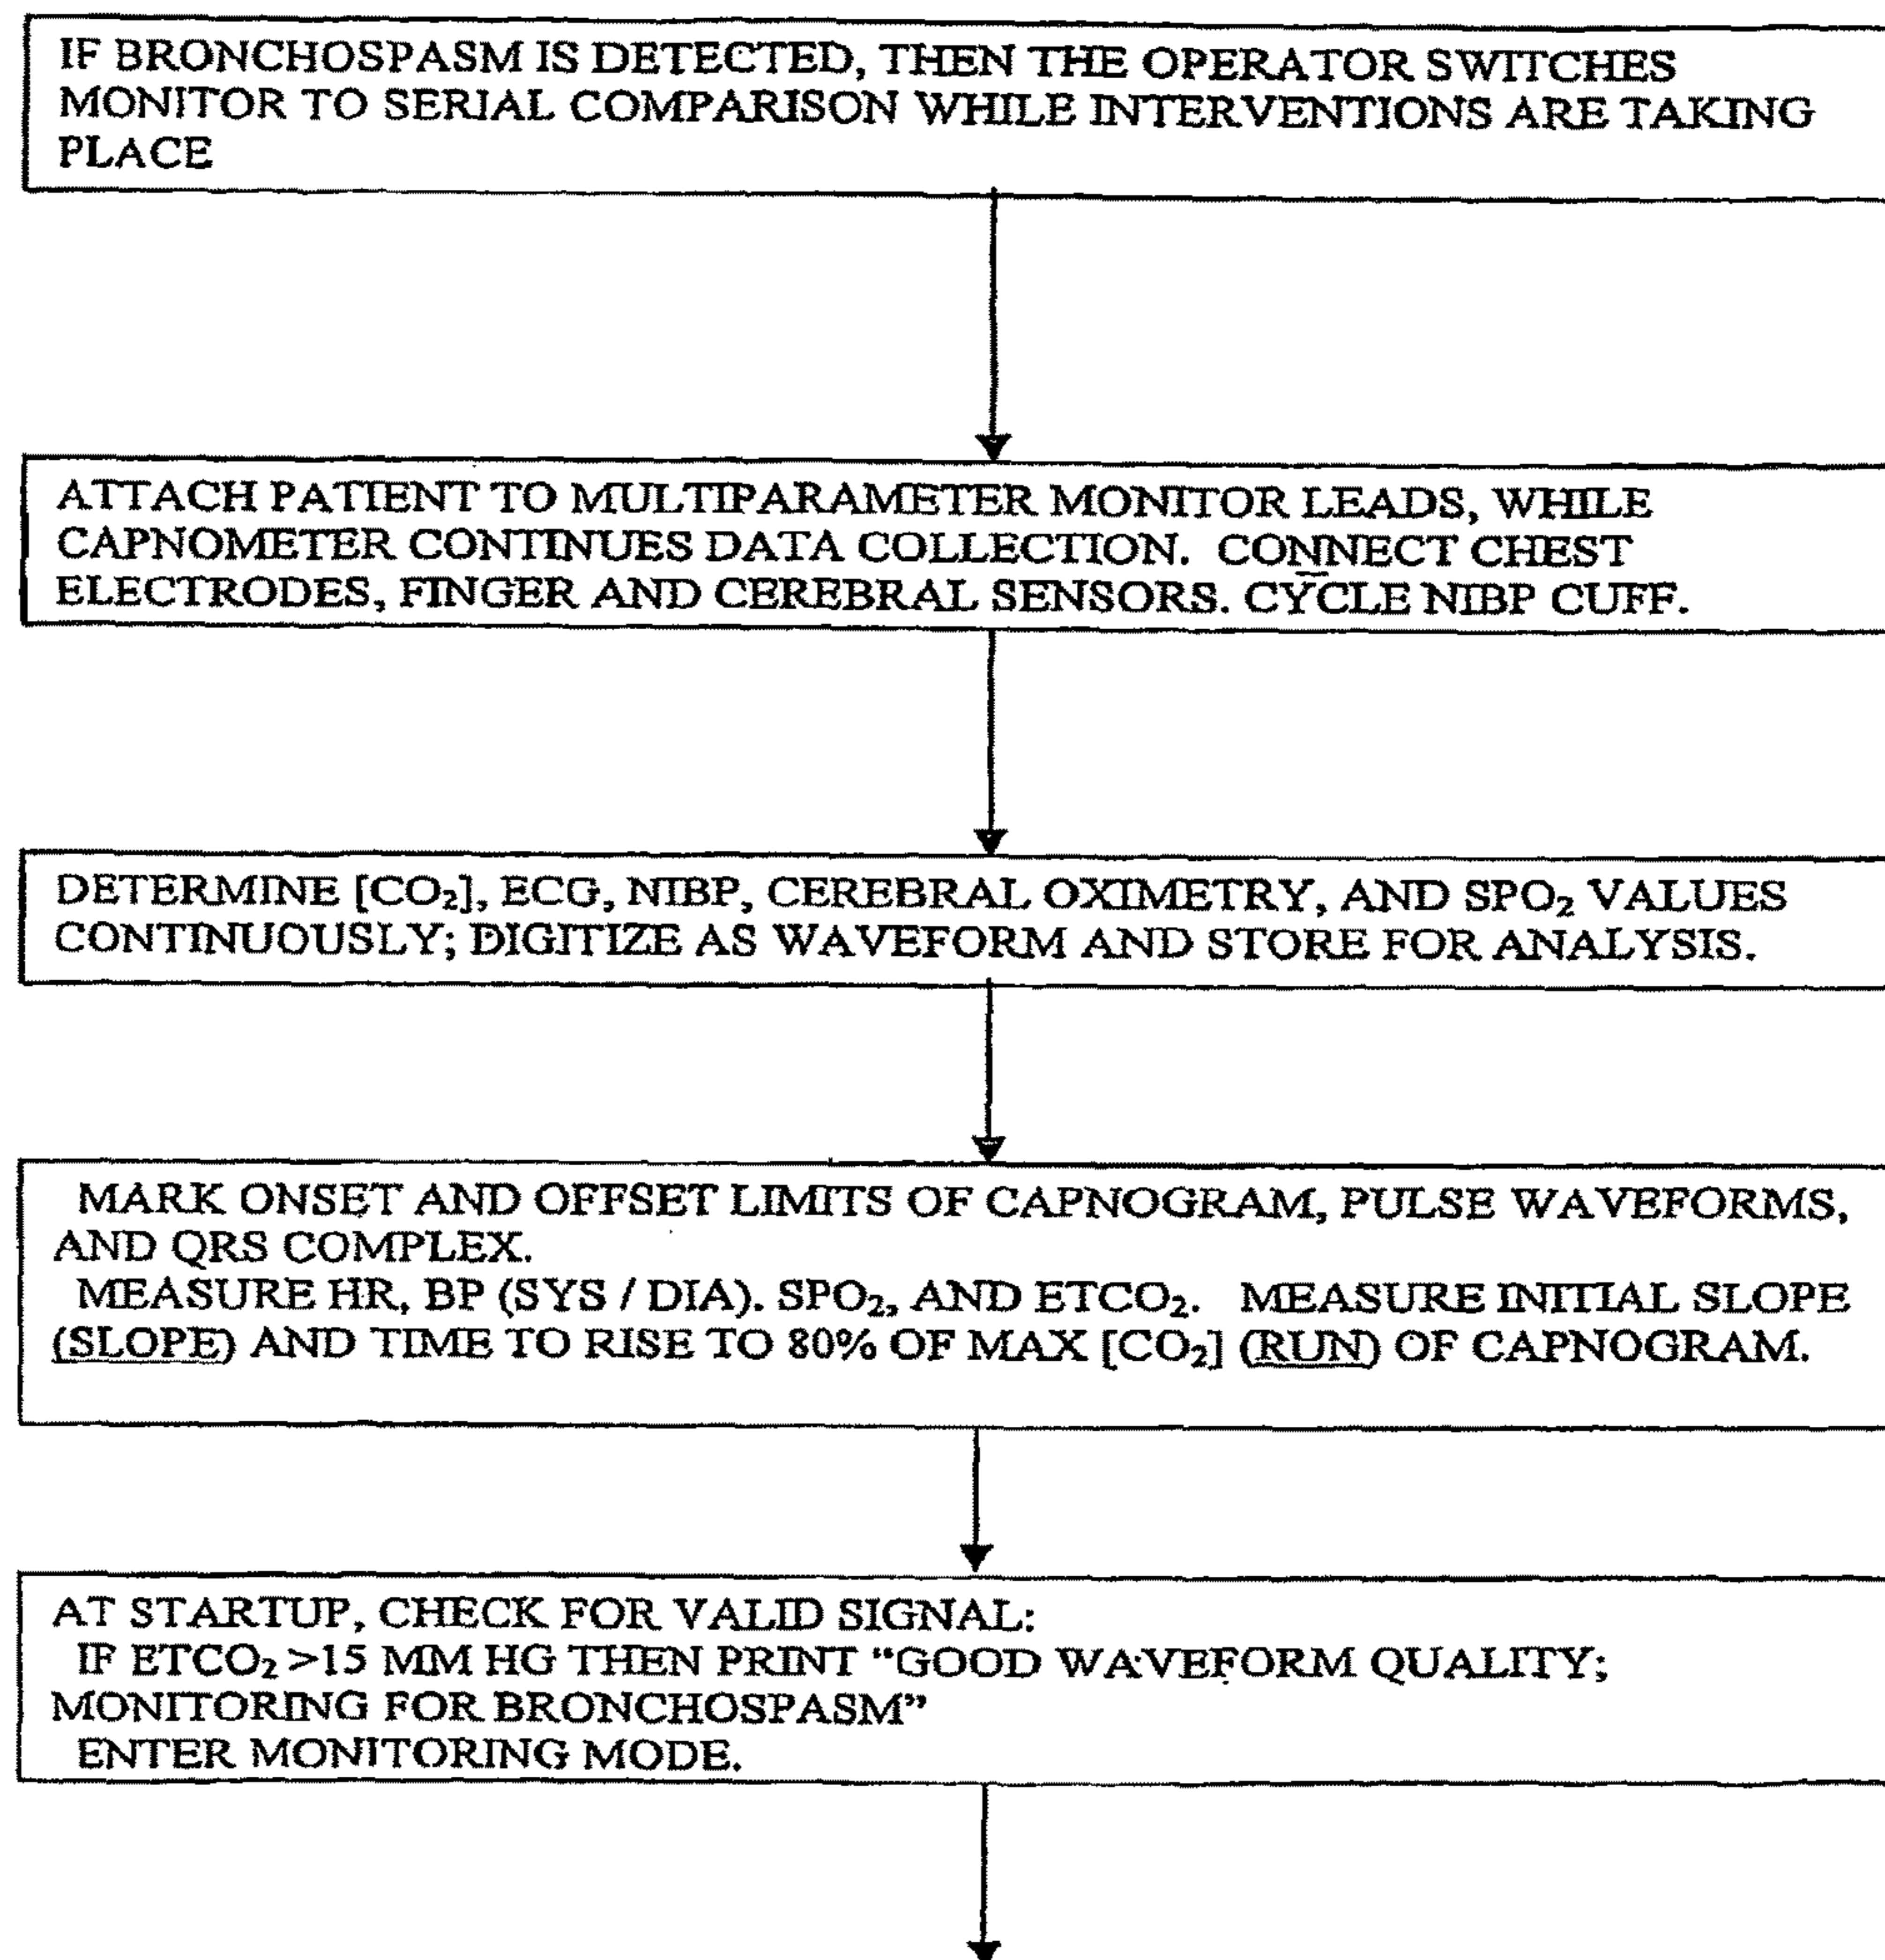 IF BRONCHOSPASM IS DETECTED, THEN THE OPERATOR SWITCHES
MONITOR TO SERIAL COMPARISON WHILE INTERVENTIONS ARE TAKING
PLACE
ATTACH PATIENT TO MULTIPARAMETER MONITOR LEADS, WHILE
CAPNOMETER CONTINUES DATA COLLECTION. CONNECT CHEST
ELECTRODES, FINGER AND CEREBRAL SENSORS. CYCLE NIBP CUFF.
DETERMINE [CO₂], ECG, NIBP, CEREBRAL OXIMETRY, AND SPO₂ VALUES
CONTINUOUSLY; DIGITIZE AS WAVEFORM AND STORE FOR ANALYSIS.
MARK ONSET AND OFFSET LIMITS OF CAPNOGRAM, PULSE WAVEFORMS,
AND QRS COMPLEX.
MEASURE HR, BP (SYS / DIA). SPO₂, AND ETCO₂. MEASURE INITIAL SLOPE
(SLOPE) AND TIME TO RISE TO 80% OF MAX [CO₂] (RUN) OF CAPNOGRAM.
AT STARTUP, CHECK FOR VALID SIGNAL:
IF ETCO₂ >15 MM HG THEN PRINT “GOOD WAVEFORM QUALITY;
MONITORING FOR BRONCHOSPASM”
ENTER MONITORING MODE.